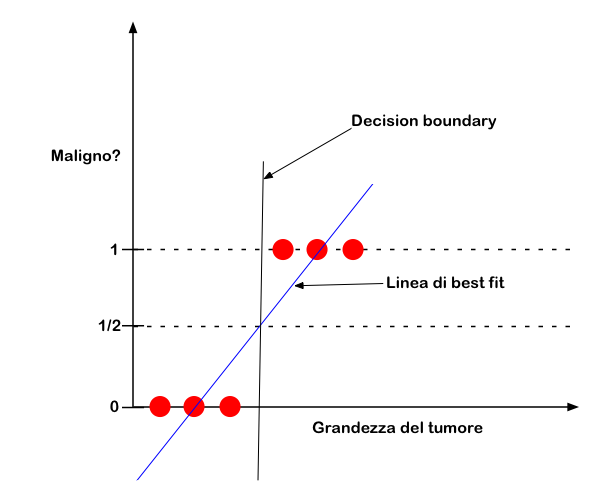 Decision boundary
Maligno?
1
Linea di best fit
1/2
0
Grandezza del tumore